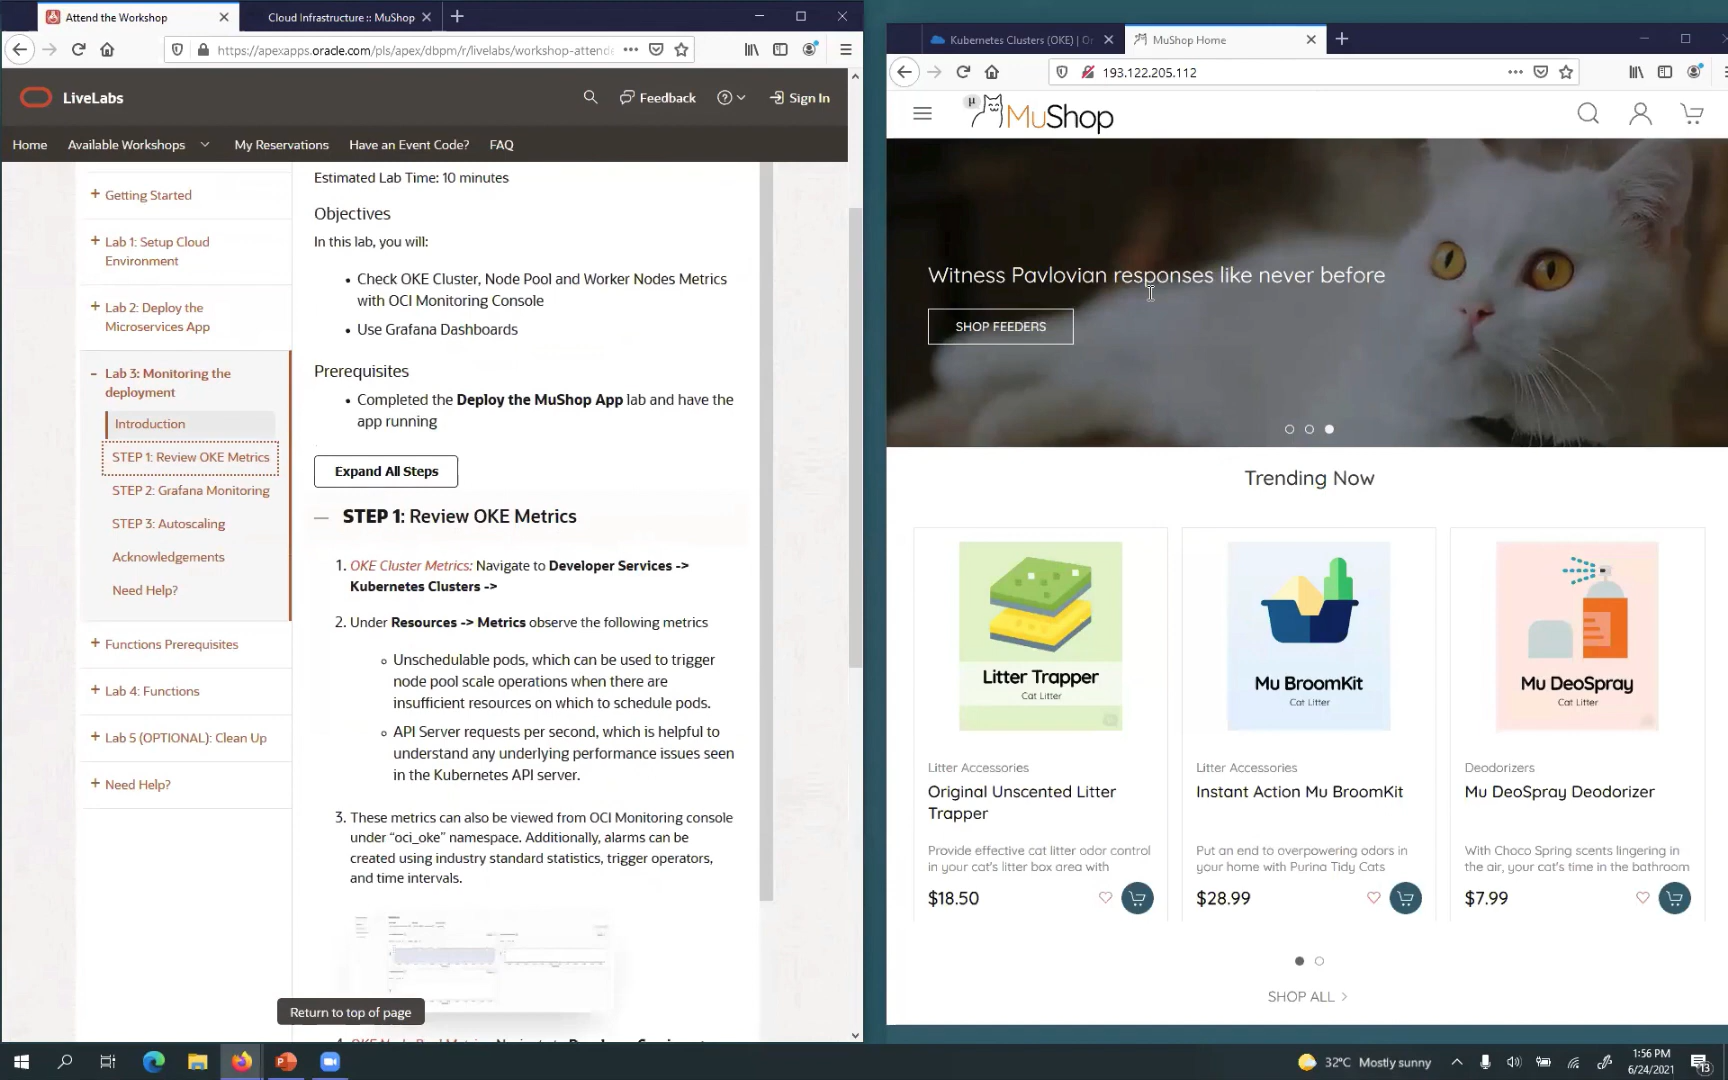 Attend the Workshop
Cloud Infrastructure :: MuShop
https://apexapps.oracle.com/pls/apex/dbpm/r/livelabs/workshop-attend
LiveLabs
Feedback
Sign In
Home
Available Workshops
My Reservations
Have an Event Code?
FAQ
+ Getting Started
+ Lab 1: Setup Cloud
Environment
+ Lab 2: Deploy the
Microservices App
- Lab 3: Monitoring the
deployment
Introduction
STEP 1: Review OKE Metrics
STEP 2: Grafana Monitoring
STEP 3: Autoscaling
Acknowledgements
Need Help?
+ Functions Prerequisites
+ Lab 4: Functions
+ Lab 5 (OPTIONAL): Clean Up
+ Need Help?
Estimated Lab Time: 10 minutes
Objectives
In this lab, you will:
• Check OKE Cluster, Node Pool and Worker Nodes Metrics
with OCI Monitoring Console
• Use Grafana Dashboards
Prerequisites
• Completed the Deploy the MuShop App lab and have the
app running
Expand All Steps
— STEP 1: Review OKE Metrics
1. OKE Cluster Metrics: Navigate to Developer Services ->
Kubernetes Clusters ->
2. Under Resources -> Metrics observe the following metrics
Unschedulable pods, which can be used to trigger
node pool scale operations when there are
insufficient resources on which to schedule pods.
API Server requests per second, which is helpful to
understand any underlying performance issues seen
in the Kubernetes API server.
3. These metrics can also be viewed from OCI Monitoring console
under “oci_oke” namespace. Additionally, alarms can be
created using industry standard statistics, trigger operators,
and time intervals.
Return to top of page
Kubernetes Clusters (OKE) | Or
MuShop Home
193.122.205.112
µ MuShop
Witness Pavlovian responses like never before
SHOP FEEDERS
Trending Now
Litter Trapper
Cat Litter
Litter Accessories
Original Unscented Litter
Trapper
Provide effective cat litter odor control
in your cat's litter box area with
$18.50
Mu BroomKit
Cat Litter
Litter Accessories
Instant Action Mu BroomKit
Put an end to overpowering odors in
your home with Purina Tidy Cats
$28.99
Mu DeoSpray
Cat Litter
Deodorizers
Mu DeoSpray Deodorizer
With Choco Spring scents lingering in
the air, your cat's time in the bathroom
$7.99
SHOP ALL >
32°C Mostly sunny
1:56 PM
6/24/2021
13